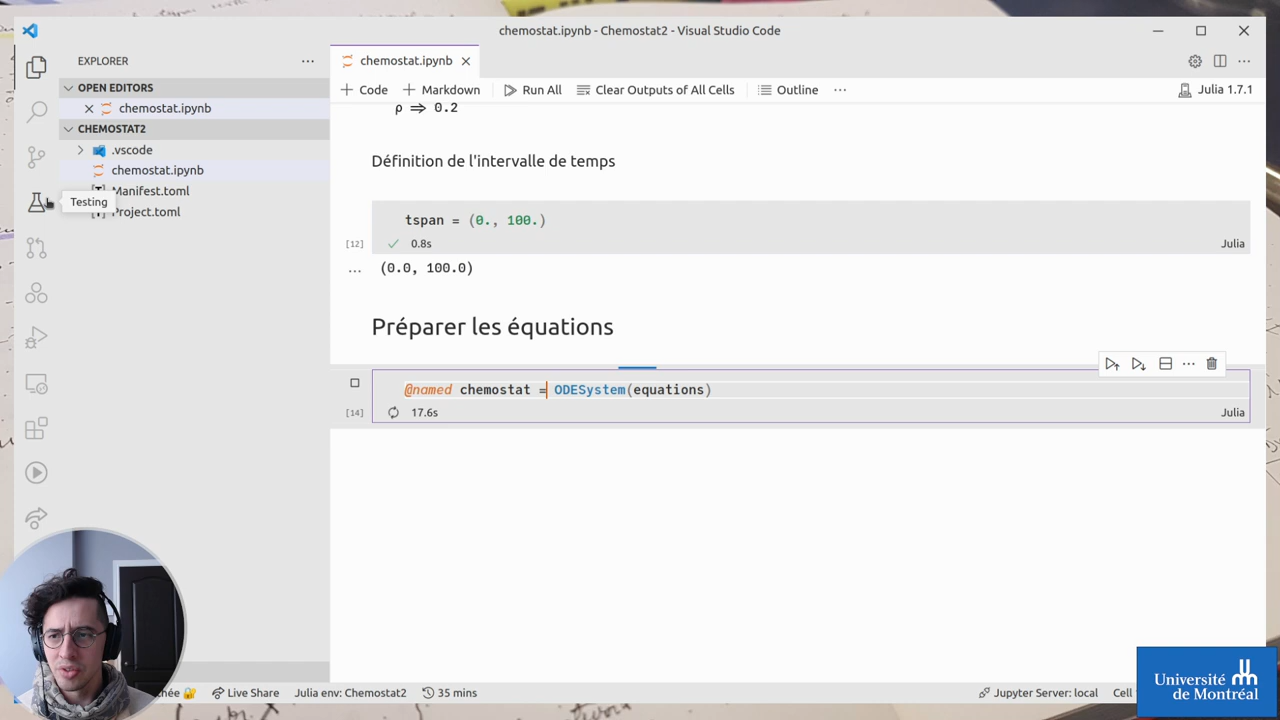 chemostat.ipynb - Chemostat2 - Visual Studio Code
EXPLORER
OPEN EDITORS
chemostat.ipynb
CHEMOSTAT2
.vscode
chemostat.ipynb
Manifest.toml
Testing
Project.toml
chemostat.ipynb
+ Code + Markdown Run All Clear Outputs of All Cells Outline ...
Julia 1.7.1
ρ ⇒ 0.2
Définition de l'intervalle de temps
tspan = (0., 100.)
[12] ✓ 0.8s Julia
... (0.0, 100.0)
Préparer les équations
@named chemostat = ODESystem(equations)
[14] 17.6s Julia
Live Share Julia env: Chemostat2 35 mins Jupyter Server: local Cell
Université
de Montréal